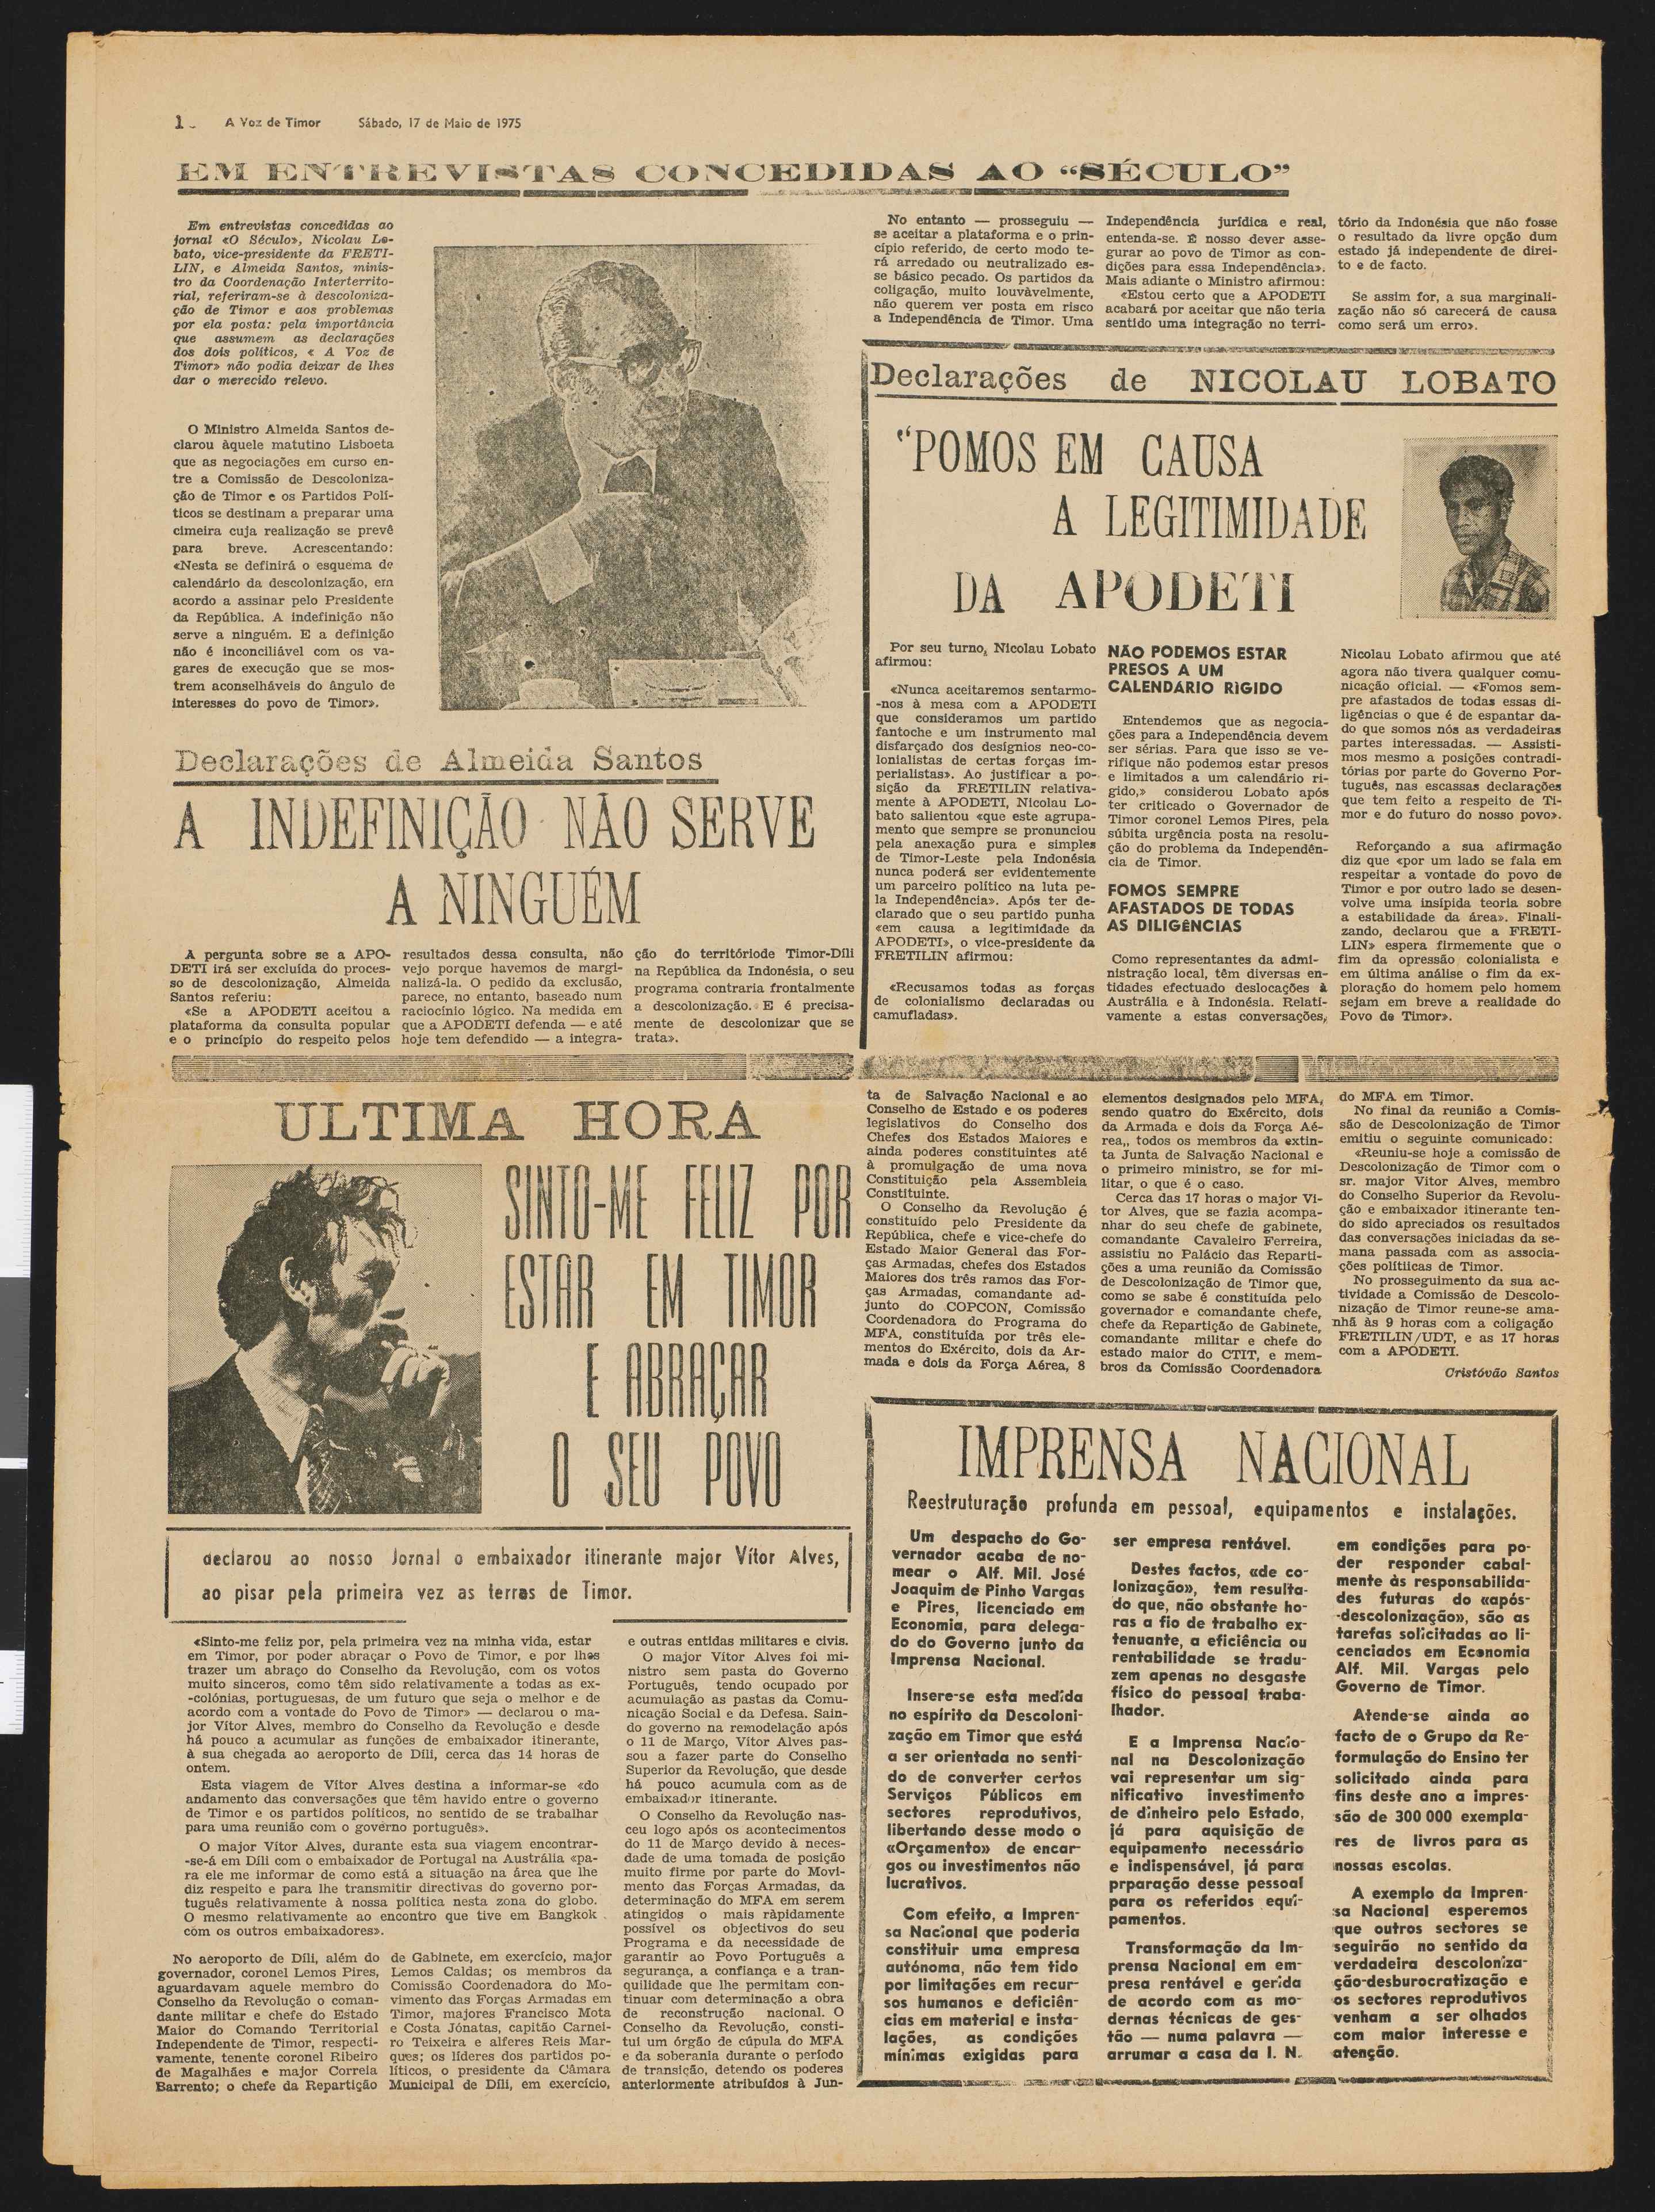 1 A Voz de Timor Sábado, 17 de Maio de 1975
EM ENTREVISTAS CONCEDIDAS AO “SÉCULO”
Em entrevistas concedidas ao
jornal «O Século», Nicolau Lo-
bato, vice-presidente da FRETI-
LIN, e Almeida Santos, minis-
tro da Coordenação Interterrito-
rial, referiram-se à descoloniza-
ção de Timor e aos problemas
por ela posta: pela importância
que assumem as declarações
dos dois políticos, « A Voz de
Timor» não podia deixar de lhes
dar o merecido relevo.
O Ministro Almeida Santos de-
clarou àquele matutino Lisboeta
que as negociações em curso en-
tre a Comissão de Descoloniza-
ção de Timor e os Partidos Polí-
ticos se destinam a preparar uma
cimeira cuja realização se prevê
para breve. Acrescentando:
«Nesta se definirá o esquema de
calendário da descolonização, em
acordo a assinar pelo Presidente
da República. A indefinição não
serve a ninguém. E a definição
não é inconciliável com os va-
gares de execução que se mos-
trem aconselháveis do ângulo de
interesses do povo de Timor».
Declarações de Almeida Santos
A INDEFINIÇÃO NÃO SERVE
A NINGUÉM
A pergunta sobre se a APO-
DETI irá ser excluída do proces-
so de descolonização, Almeida
Santos referiu:
«Se a APODETI aceitou a
plataforma da consulta popular
e o princípio do respeito pelos
resultados dessa consulta, não
vejo porque havemos de margi-
nalizá-la. O pedido da exclusão,
parece, no entanto, baseado num
raciocínio lógico. Na medida em
que a APODETI defenda — e até
hoje tem defendido — a integra-
ção do territóriode Timor-Dili
na República da Indonésia, o seu
programa contraria frontalmente
a descolonização. E é precisa-
mente de descolonizar que se
trata».
No entanto — prosseguiu —
se aceitar a plataforma e o prin-
cípio referido, de certo modo te-
rá arredado ou neutralizado es-
se básico pecado. Os partidos da
coligação, muito louvàvelmente,
não querem ver posta em risco
a Independência de Timor. Uma
Independência jurídica e real,
entenda-se. É nosso dever asse-
gurar ao povo de Timor as con-
dições para essa Independência».
Mais adiante o Ministro afirmou:
«Estou certo que a APODETI
acabará por aceitar que não teria
sentido uma integração no terri-
tório da Indonésia que não fosse
o resultado da livre opção dum
estado já independente de direi-
to e de facto.
Se assim for, a sua marginali-
zação não só carecerá de causa
como será um erro».
Declarações de NICOLAU LOBATO
“POMOS EM CAUSA
A LEGITIMIDADE
DA APODETI
Por seu turno, Nicolau Lobato
afirmou:
«Nunca aceitaremos sentarmo-
-nos à mesa com a APODETI
que consideramos um partido
fantoche e um instrumento mal
disfarçado dos desígnios neo-co-
lonialistas de certas forças im-
perialistas». Ao justificar a po-
sição da FRETILIN relativa-
mente à APODETI, Nicolau Lo-
bato salientou «que este agrupa-
mento que sempre se pronunciou
pela anexação pura e simples
de Timor-Leste pela Indonésia
nunca poderá ser evidentemente
um parceiro político na luta pe-
la Independência». Após ter de-
clarado que o seu partido punha
«em causa a legitimidade da
APODETI», o vice-presidente da
FRETILIN afirmou:
«Recusamos todas as forças
de colonialismo declaradas ou
camufladas».
NÃO PODEMOS ESTAR
PRESOS A UM
CALENDÁRIO RÌGIDO
Entendemos que as negocia-
ções para a Independência devem
ser sérias. Para que isso se ve-
rifique não podemos estar presos
e limitados a um calendário rí-
gido,» considerou Lobato após
ter criticado o Governador de
Timor coronel Lemos Pires, pela
súbita urgência posta na resolu-
ção do problema da Independên-
cia de Timor.
FOMOS SEMPRE
AFASTADOS DE TODAS
AS DILIGÊNCIAS
Como representantes da admi-
nistração local, têm diversas en-
tidades efectuado deslocações à
Austrália e à Indonésia. Relati-
vamente a estas conversações,
Nicolau Lobato afirmou que até
agora não tivera qualquer comu-
nicação oficial. — «Fomos sem-
pre afastados de todas essas di-
ligências o que é de espantar da-
do que somos nós as verdadeiras
partes interessadas. — Assisti-
mos mesmo a posições contradi-
tórias por parte do Governo Por-
tuguês, nas escassas declarações
que tem feito a respeito de Ti-
mor e do futuro do nosso povo».
Reforçando a sua afirmação
diz que «por um lado se fala em
respeitar a vontade do povo de
Timor e por outro lado se desen-
volve uma insípida teoria sobre
a estabilidade da área». Finali-
zando, declarou que a FRETI-
LIN» espera firmemente que o
fim da opressão colonialista e
em última análise o fim da ex-
ploração do homem pelo homem
sejam em breve a realidade do
Povo de Timor».
ULTIMA HORA
SINTO-ME FELIZ POR
ESTAR EM TIMOR
E ABRAÇAR
O SEU POVO
declarou ao nosso Jornal o embaixador itinerante major Vítor Alves,
ao pisar pela primeira vez as terras de Timor.
«Sinto-me feliz por, pela primeira vez na minha vida, estar
em Timor, por poder abraçar o Povo de Timor, e por lhes
trazer um abraço do Conselho da Revolução, com os votos
muito sinceros, como têm sido relativamente a todas as ex-
-colónias, portuguesas, de um futuro que seja o melhor e de
acordo com a vontade do Povo de Timor» — declarou o ma-
jor Vítor Alves, membro do Conselho da Revolução e desde
há pouco a acumular as funções de embaixador itinerante,
à sua chegada ao aeroporto de Díli, cerca das 14 horas de
ontem.
Esta viagem de Vítor Alves destina a informar-se «do
andamento das conversações que têm havido entre o governo
de Timor e os partidos políticos, no sentido de se trabalhar
para uma reunião com o governo português».
O major Vítor Alves, durante esta sua viagem encontrar-
-se-á em Díli com o embaixador de Portugal na Austrália «pa-
ra ele me informar de como está a situação na área que lhe
diz respeito e para lhe transmitir directivas do governo por-
tuguês relativamente à nossa política nesta zona do globo.
O mesmo relativamente ao encontro que tive em Bangkok
com os outros embaixadores».
No aeroporto de Díli, além do
governador, coronel Lemos Pires,
aguardavam aquele membro do
Conselho da Revolução o coman-
dante militar e chefe do Estado
Maior do Comando Territorial
Independente de Timor, respecti-
vamente, tenente coronel Ribeiro
de Magalhães e major Correia
Barrento; o chefe da Repartição
de Gabinete, em exercício, major
Lemos Caldas; os membros da
Comissão Coordenadora do Mo-
vimento das Forças Armadas em
Timor, majores Francisco Mota
e Costa Jónatas, capitão Carnei-
ro Teixeira e alferes Reis Mar-
ques; os líderes dos partidos po-
líticos, o presidente da Câmara
Municipal de Díli, em exercício,
e outras entidas militares e civis.
O major Vítor Alves foi mi-
nistro sem pasta do Governo
Português, tendo ocupado por
acumulação as pastas da Comu-
nicação Social e da Defesa. Sain-
do governo na remodelação após
o 11 de Março, Vítor Alves pas-
sou a fazer parte do Conselho
Superior da Revolução, que desde
há pouco acumula com as de
embaixador itinerante.
O Conselho da Revolução nas-
ceu logo após os acontecimentos
do 11 de Março devido à neces-
dade de uma tomada de posição
muito firme por parte do Movi-
mento das Forças Armadas, da
determinação do MFA em serem
atingidos o mais ràpidamente
possível os objectivos do seu
Programa e da necessidade de
garantir ao Povo Português a
segurança, a confiança e a tran-
quilidade que lhe permitam con-
tinuar com determinação a obra
de reconstrução nacional. O
Conselho da Revolução, consti-
tui um órgão de cúpula do MFA
e da soberania durante o período
de transição, detendo os poderes
anteriormente atribuídos à Jun-
ta de Salvação Nacional e ao
Conselho de Estado e os poderes
legislativos do Conselho dos
Chefes dos Estados Maiores e
ainda poderes constituintes até
à promulgação de uma nova
Constituição pela Assembleia
Constituinte.
O Conselho da Revolução é
constituído pelo Presidente da
República, chefe e vice-chefe do
Estado Maior General das For-
ças Armadas, chefes dos Estados
Maiores dos três ramos das For-
ças Armadas, comandante ad-
junto do COPCON, Comissão
Coordenadora do Programa do
MFA, constituída por três ele-
mentos do Exército, dois da Ar-
mada e dois da Força Aérea, 8
elementos designados pelo MFA,
sendo quatro do Exército, dois
da Armada e dois da Força Aé-
rea,, todos os membros da extin-
ta Junta de Salvação Nacional e
o primeiro ministro, se for mi-
litar, o que é o caso.
Cerca das 17 horas o major Ví-
tor Alves, que se fazia acompa-
nhar do seu chefe de gabinete,
comandante Cavaleiro Ferreira,
assistiu no Palácio das Reparti-
ções a uma reunião da Comissão
de Descolonização de Timor que,
como se sabe é constituída pelo
governador e comandante chefe,
chefe da Repartição de Gabinete,
comandante militar e chefe do
estado maior do CTIT, e mem-
bros da Comissão Coordenadora
do MFA em Timor.
No final da reunião a Comis-
são de Descolonização de Timor
emitiu o seguinte comunicado:
«Reuniu-se hoje a comissão de
Descolonização de Timor com o
sr. major Vítor Alves, membro
do Conselho Superior da Revolu-
ção e embaixador itinerante ten-
do sido apreciados os resultados
das conversações iniciadas da se-
mana passada com as associa-
ções polítiicas de Timor.
No prosseguimento da sua ac-
tividade a Comissão de Descolo-
nização de Timor reune-se ama-
nhã às 9 horas com a coligação
FRETILIN/UDT, e as 17 horas
com a APODETI.
Cristóvão Santos
IMPRENSA NACIONAL
Reestruturação profunda em pessoal, equipamentos e instalações.
Um despacho do Go-
vernador acaba de no-
mear o Alf. Mil. José
Joaquim de Pinho Vargas
e Pires, licenciado em
Economia, para delega-
do do Governo junto da
Imprensa Nacional.
Insere-se esta medida
no espírito da Descoloni-
zação em Timor que está
a ser orientada no senti-
do de converter certos
Serviços Públicos em
sectores reprodutivos,
libertando desse modo o
«Orçamento» de encar-
gos ou investimentos não
lucrativos.
Com efeito, a Impren-
sa Nacional que poderia
constituir uma empresa
autónoma, não tem tido
por limitações em recur-
sos humanos e deficiên-
cias em material e insta-
lações, as condições
mínimas exigidas para
ser empresa rentável.
Destes factos, «de co-
lonização», tem resulta-
do que, não obstante ho-
ras a fio de trabalho ex-
tenuante, a eficiência ou
rentabilidade se tradu-
zem apenas no desgaste
físico do pessoal traba-
lhador.
E a Imprensa Nacio-
nal na Descolonização
vai representar um sig-
nificativo investimento
de dinheiro pelo Estado,
já para aquisição de
equipamento necessário
e indispensável, já para
prparação desse pessoal
para os referidos equi-
pamentos.
Transformação da Im-
prensa Nacional em em-
presa rentável e gerida
de acordo com as mo-
dernas técnicas de ges-
tão — numa palavra —
arrumar a casa da I. N.
em condições para po-
der responder cabal-
mente às responsabilida-
des futuras do «após-
-descolonização», são as
tarefas solicitadas ao li-
cenciados em Economia
Alf. Mil. Vargas pelo
Governo de Timor.
Atende-se ainda ao
facto de o Grupo da Re-
formulação do Ensino ter
solicitado ainda para
fins deste ano a impres-
são de 300 000 exempla-
res de livros para as
nossas escolas.
A exemplo da Impren-
sa Nacional esperemos
que outros sectores se
seguirão no sentido da
verdadeira descoloniza-
ção-desburocratização e
os sectores reprodutivos
venham a ser olhados
com maior interesse e
atenção.